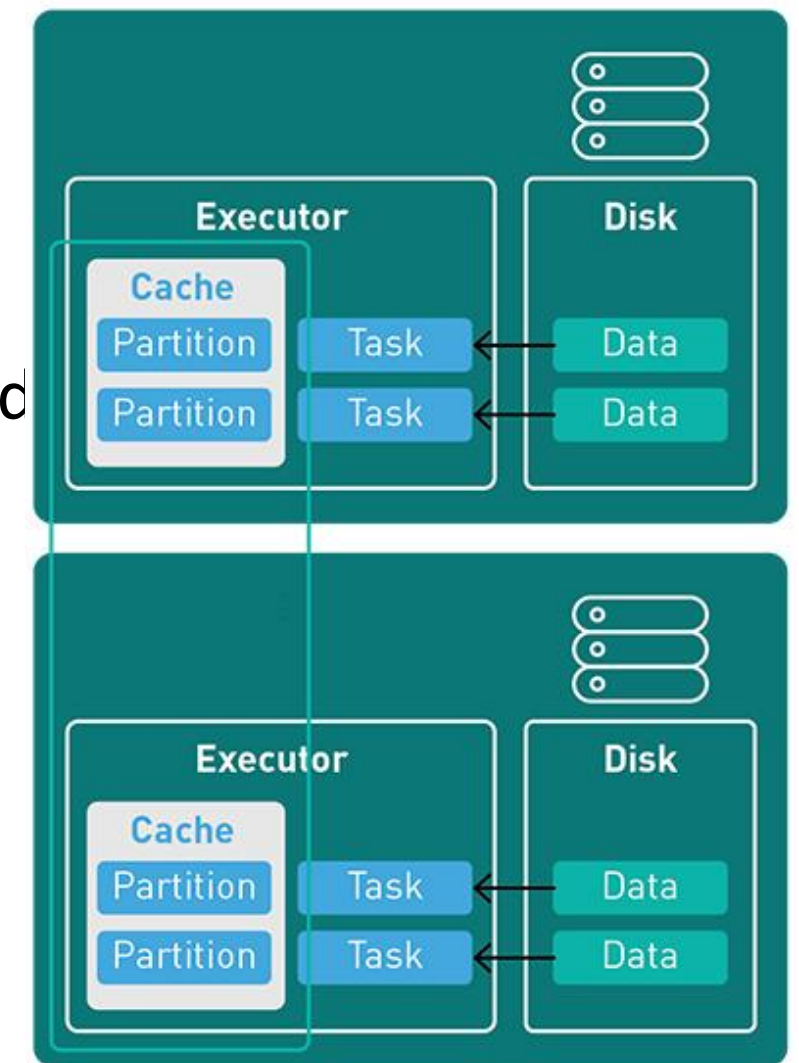 Executor Disk
Cache
Partition Task Data
d
Partition Task Data
Executor Disk
Cache
Partition Task Data
Partition Task Data